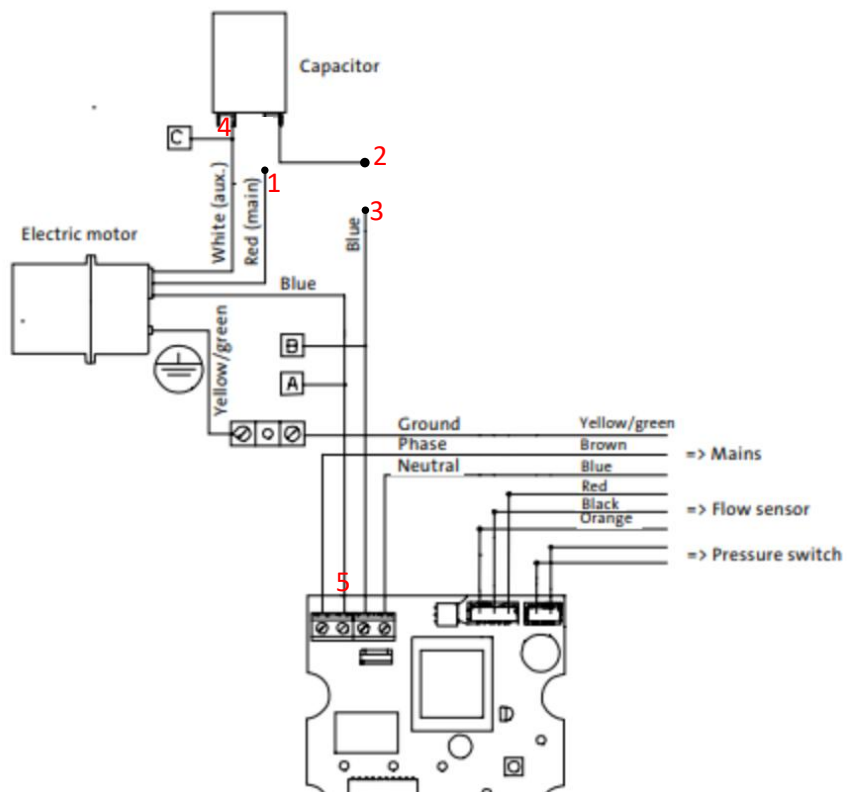 Capacitor
4
C
2
1
3
White (aux.)
Red (main)
Blue
Electric motor
Blue
Yellow/green
B
A
Ground Yellow/green
Phase Brown => Mains
Neutral Blue
Red
Black => Flow sensor
Orange
=> Pressure switch
5